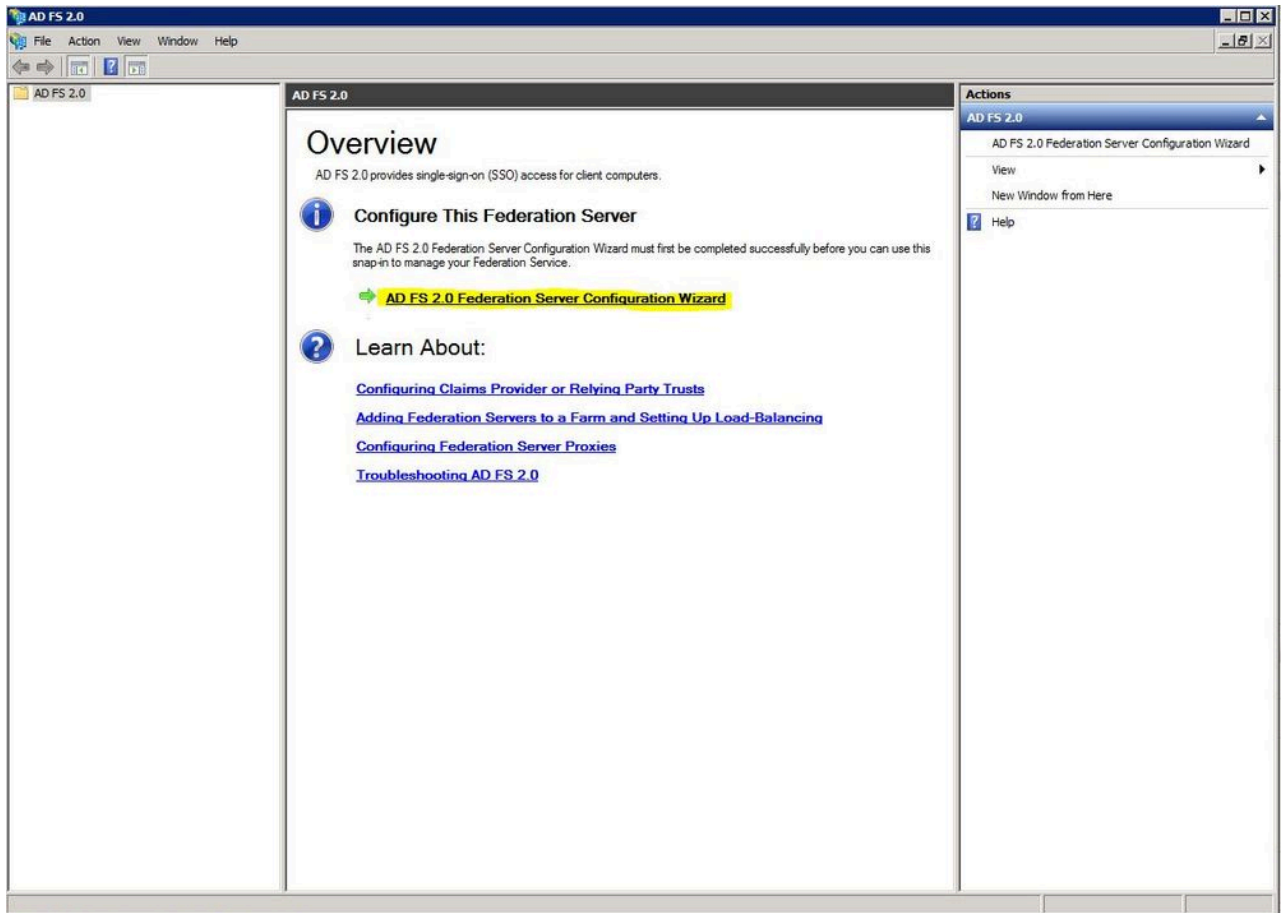 AD FS 2.0
File Action View Window Help
AD FS 2.0
AD FS 2.0
Overview
AD FS 2.0 provides single-sign-on (SSO) access for client computers.
Configure This Federation Server
The AD FS 2.0 Federation Server Configuration Wizard must first be completed successfully before you can use this
snap-in to manage your Federation Service.
AD FS 2.0 Federation Server Configuration Wizard
Learn About:
Configuring Claims Provider or Relying Party Trusts
Adding Federation Servers to a Farm and Setting Up Load-Balancing
Configuring Federation Server Proxies
Troubleshooting AD FS 2.0
Actions
AD FS 2.0
AD FS 2.0 Federation Server Configuration Wizard
View
New Window from Here
Help